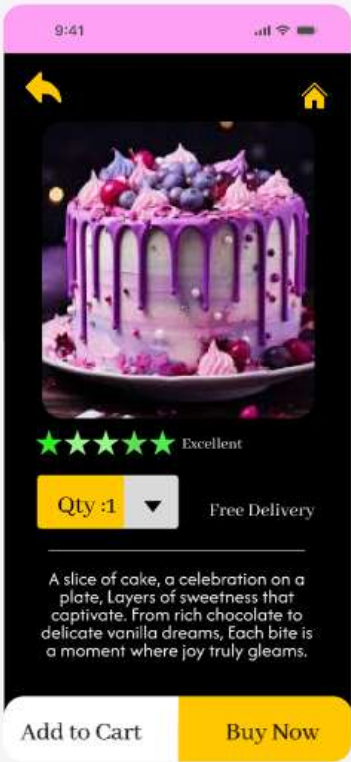 9:41
Excellent
Qty :1
Free Delivery
A slice of cake, a celebration on a
plate, Layers of sweetness that
captivate. From rich chocolate to
delicate vanilla dreams, Each bite is
a moment where joy truly gleams.
Add to Cart
Buy Now